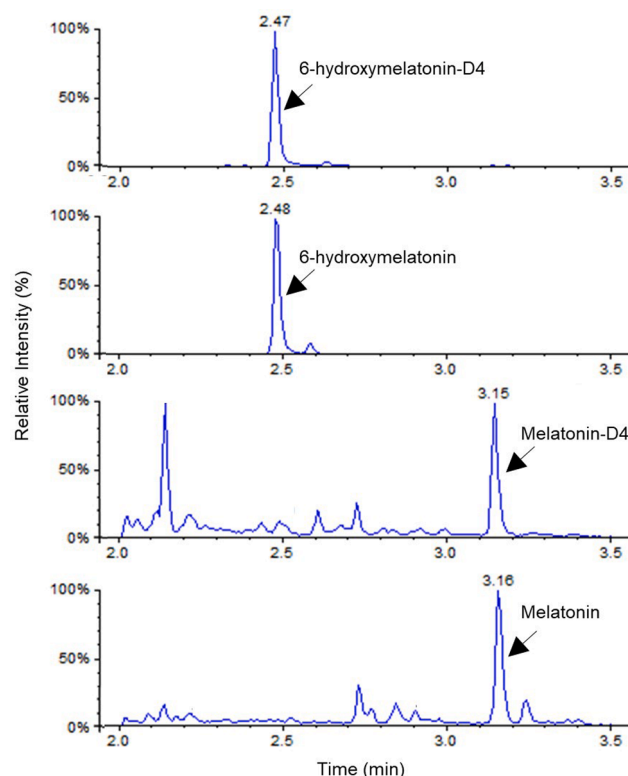 2.47
100%
6-hydroxymelatonin-D4
50%
0%
2.0 2.5 3.0 3.5
2.48
100%
6-hydroxymelatonin
50%
0%
2.0 2.5 3.0 3.5
Relative Intensity (%)
3.15
100%
Melatonin-D4
50%
0%
2.0 2.5 3.0 3.5
3.16
100%
Melatonin
50%
0%
2.0 2.5 3.0 3.5
Time (min)